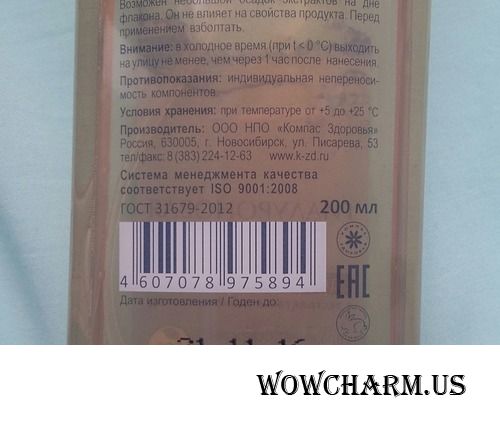 Возможен небольшой осадок экстрактов на дне
флакона. Он не влияет на свойства продукта. Перед
применением взболтать.
Внимание: в холодное время (при t < 0 °C) выходить
на улицу не менее, чем через 1 час после нанесения.
Противопоказания: индивидуальная непереноси-
мость компонентов.
Условия хранения: при температуре от +5 до +25 °C
Производитель: ООО НПО «Компас Здоровья»
Россия, 630005, г. Новосибирск, ул. Писарева, 53
тел/факс: 8 (383) 224-12-63 www.k-zd.ru
Система менеджмента качества
соответствует ISO 9001:2008
ГОСТ 31679-2012 200 мл
4 607078 975894
EAC
Дата изготовления / Годен до:
WOWCHARM.US